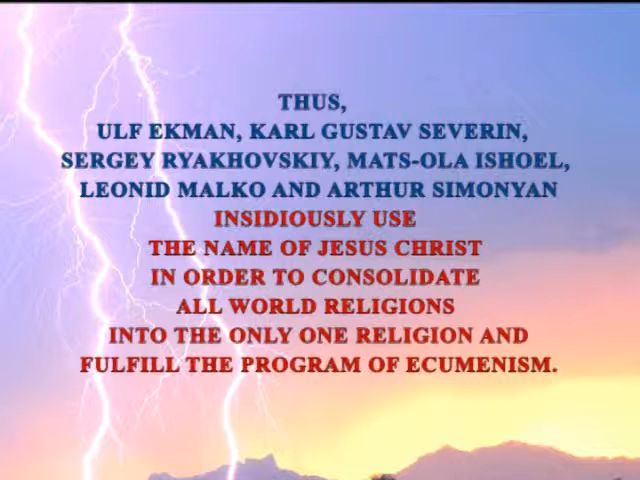 THUS,
ULF EKMAN, KARL GUSTAV SEVERIN,
SERGEY RYAKHOVSKIY, MATS-OLA ISHOEL,
LEONID MALKO AND ARTHUR SIMONYAN
INSIDIOUSLY USE
THE NAME OF JESUS CHRIST
IN ORDER TO CONSOLIDATE
ALL WORLD RELIGIONS
INTO THE ONLY ONE RELIGION AND
FULFILL THE PROGRAM OF ECUMENISM.